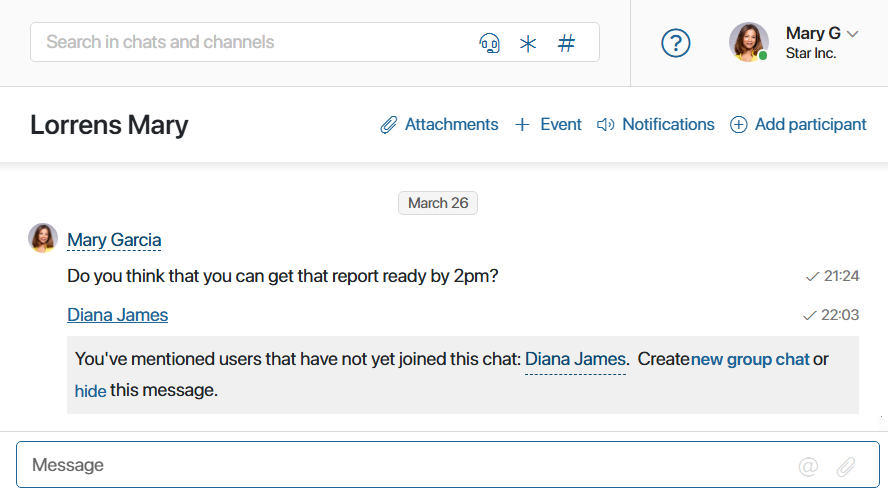 Search in chats and channels
Mary G
Star Inc.
Lorrens Mary
Attachments
Event
Notifications
Add participant
March 26
Mary Garcia
Do you think that you can get that report ready by 2pm?
21:24
Diana James
22:03
You've mentioned users that have not yet joined this chat: Diana James. Createnew group chat or
hide this message.
Message